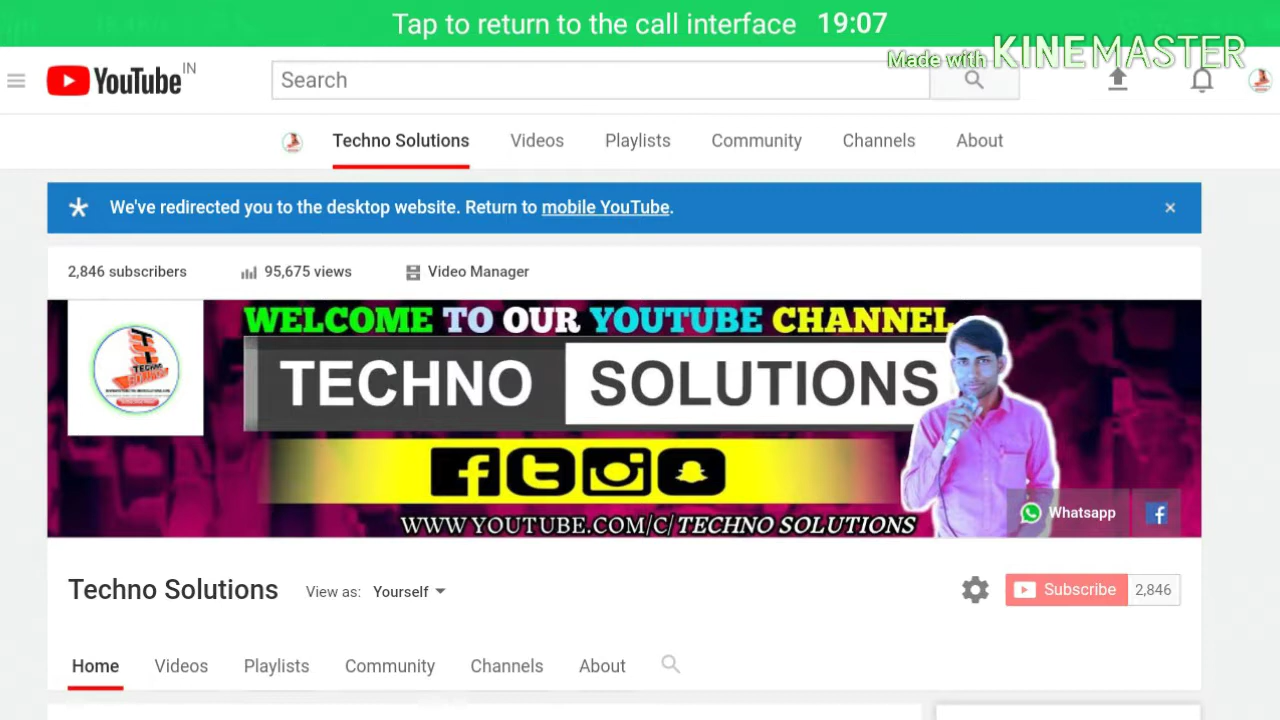 Tap to return to the call interface 19:07
Made with KINEMASTER
YouTube IN
Search
Techno Solutions Videos Playlists Community Channels About
We've redirected you to the desktop website. Return to mobile YouTube. ×
2,846 subscribers 95,675 views Video Manager
WELCOME TO OUR YOUTUBE CHANNEL
TECHNO SOLUTIONS
TECHNO
WWW.YOUTUBE.COM/C/TECHNO SOLUTIONS
Whatsapp
Techno Solutions View as: Yourself Subscribe 2,846
Home Videos Playlists Community Channels About